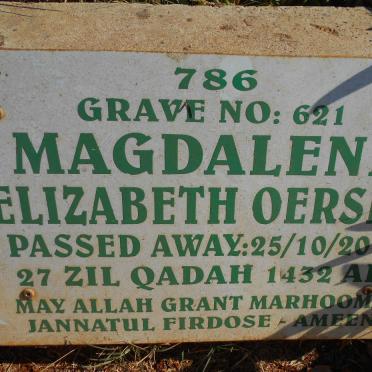 786
GRAVE NO: 621
MAGDALEN
ELIZABETH OERS
PASSED AWAY:25/10/20
27 ZIL QADAH 1432 A
MAY ALLAH GRANT MARHOOM
JANNATUL FIRDOSE - AMEEN